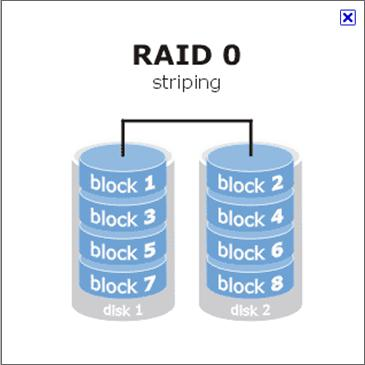 RAID 0
striping
block 1
block 2
block 3
block 4
block 5
block 6
block 7
block 8
disk 1
disk 2